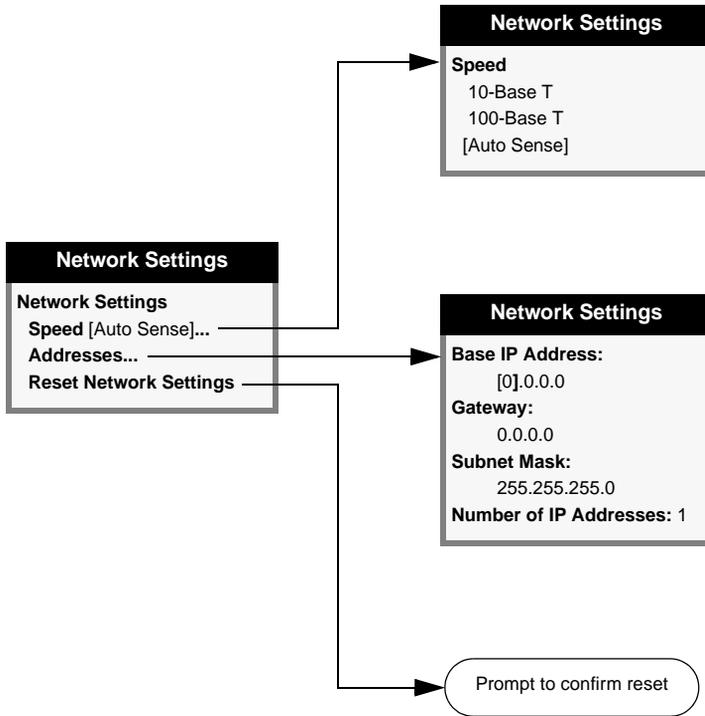 Network Settings
Speed
10-Base T
100-Base T
[Auto Sense]
Network Settings
Network Settings
Speed [Auto Sense]...
Addresses...
Reset Network Settings
Network Settings
Base IP Address:
[0].0.0.0
Gateway:
0.0.0.0
Subnet Mask:
255.255.255.0
Number of IP Addresses: 1
Prompt to confirm reset